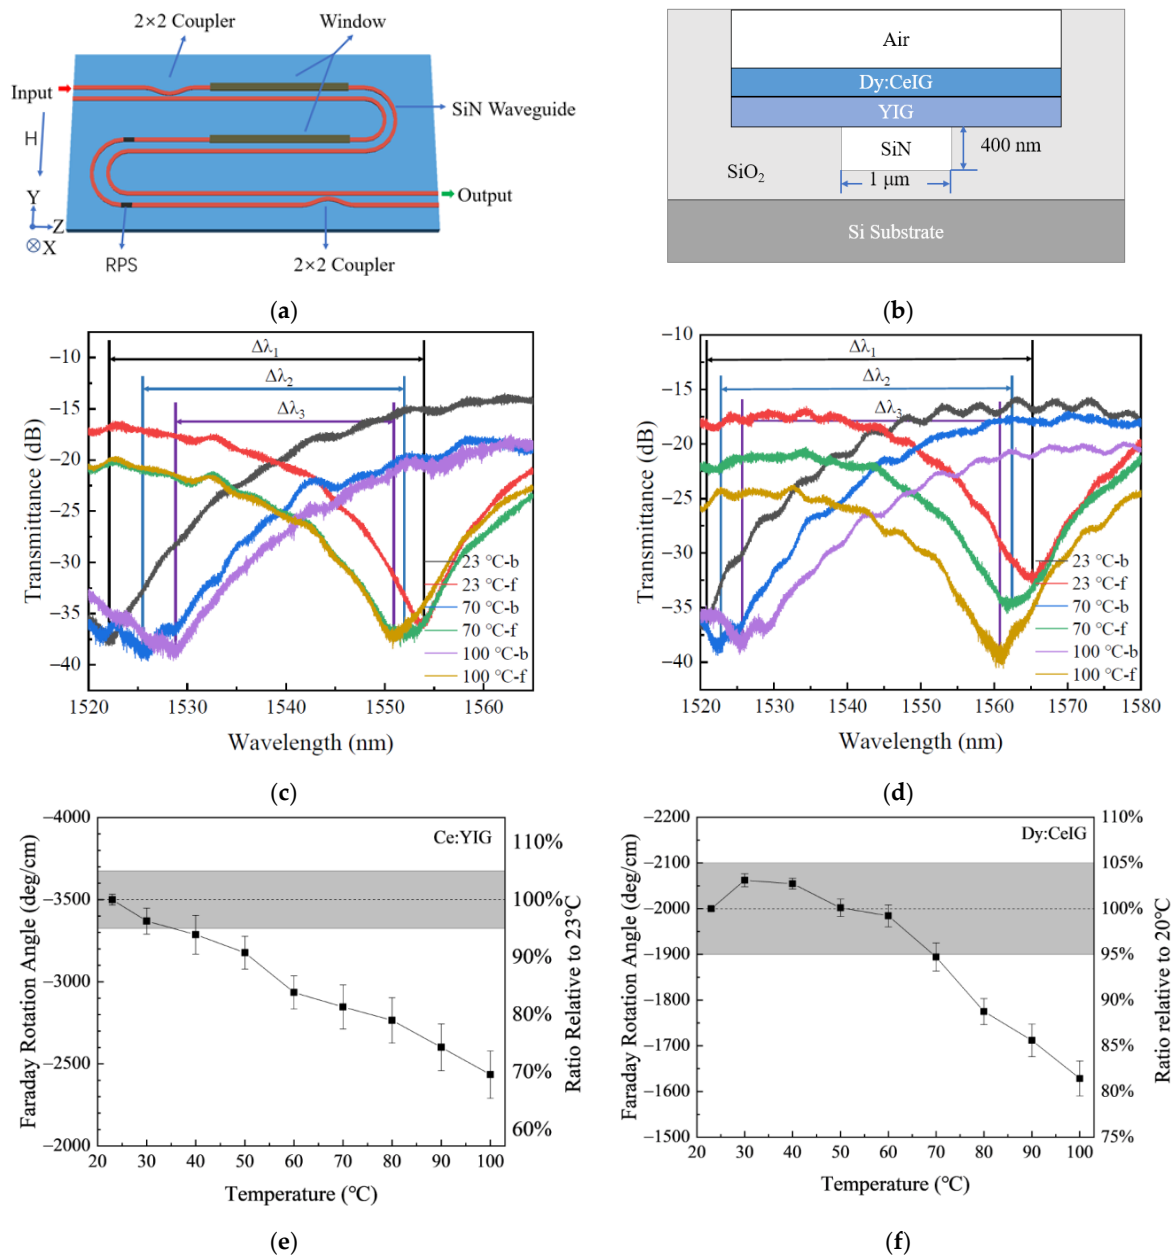 2×2 Coupler
Window
Input
SiN Waveguide
H
Y
Z
X
Output
RPS
2×2 Coupler
(a)
Air
Dy:CeIG
YIG
SiN
400 nm
SiO2
1 μm
Si Substrate
(b)
Transmittance (dB)
−10
−15
−20
−25
−30
−35
−40
Δλ1
Δλ2
Δλ3
23 °C-b
23 °C-f
70 °C-b
70 °C-f
100 °C-b
100 °C-f
1520 1530 1540 1550 1560
Wavelength (nm)
(c)
Transmittance (dB)
−10
−15
−20
−25
−30
−35
−40
Δλ1
Δλ2
Δλ3
23 °C-b
23 °C-f
70 °C-b
70 °C-f
100 °C-b
100 °C-f
1520 1530 1540 1550 1560 1570 1580
Wavelength (nm)
(d)
Faraday Rotation Angle (deg/cm)
−4000
−3500
−3000
−2500
−2000
Ce:YIG
110%
100%
90%
80%
70%
60%
Ratio Relative to 23°C
20 30 40 50 60 70 80 90 100
Temperature (°C)
(e)
Faraday Rotation Angle (deg/cm)
−2200
−2100
−2000
−1900
−1800
−1700
−1600
−1500
Dy:CeIG
110%
105%
100%
95%
90%
85%
80%
75%
Ratio relative to 20°C
20 30 40 50 60 70 80 90 100
Temperature (°C)
(f)